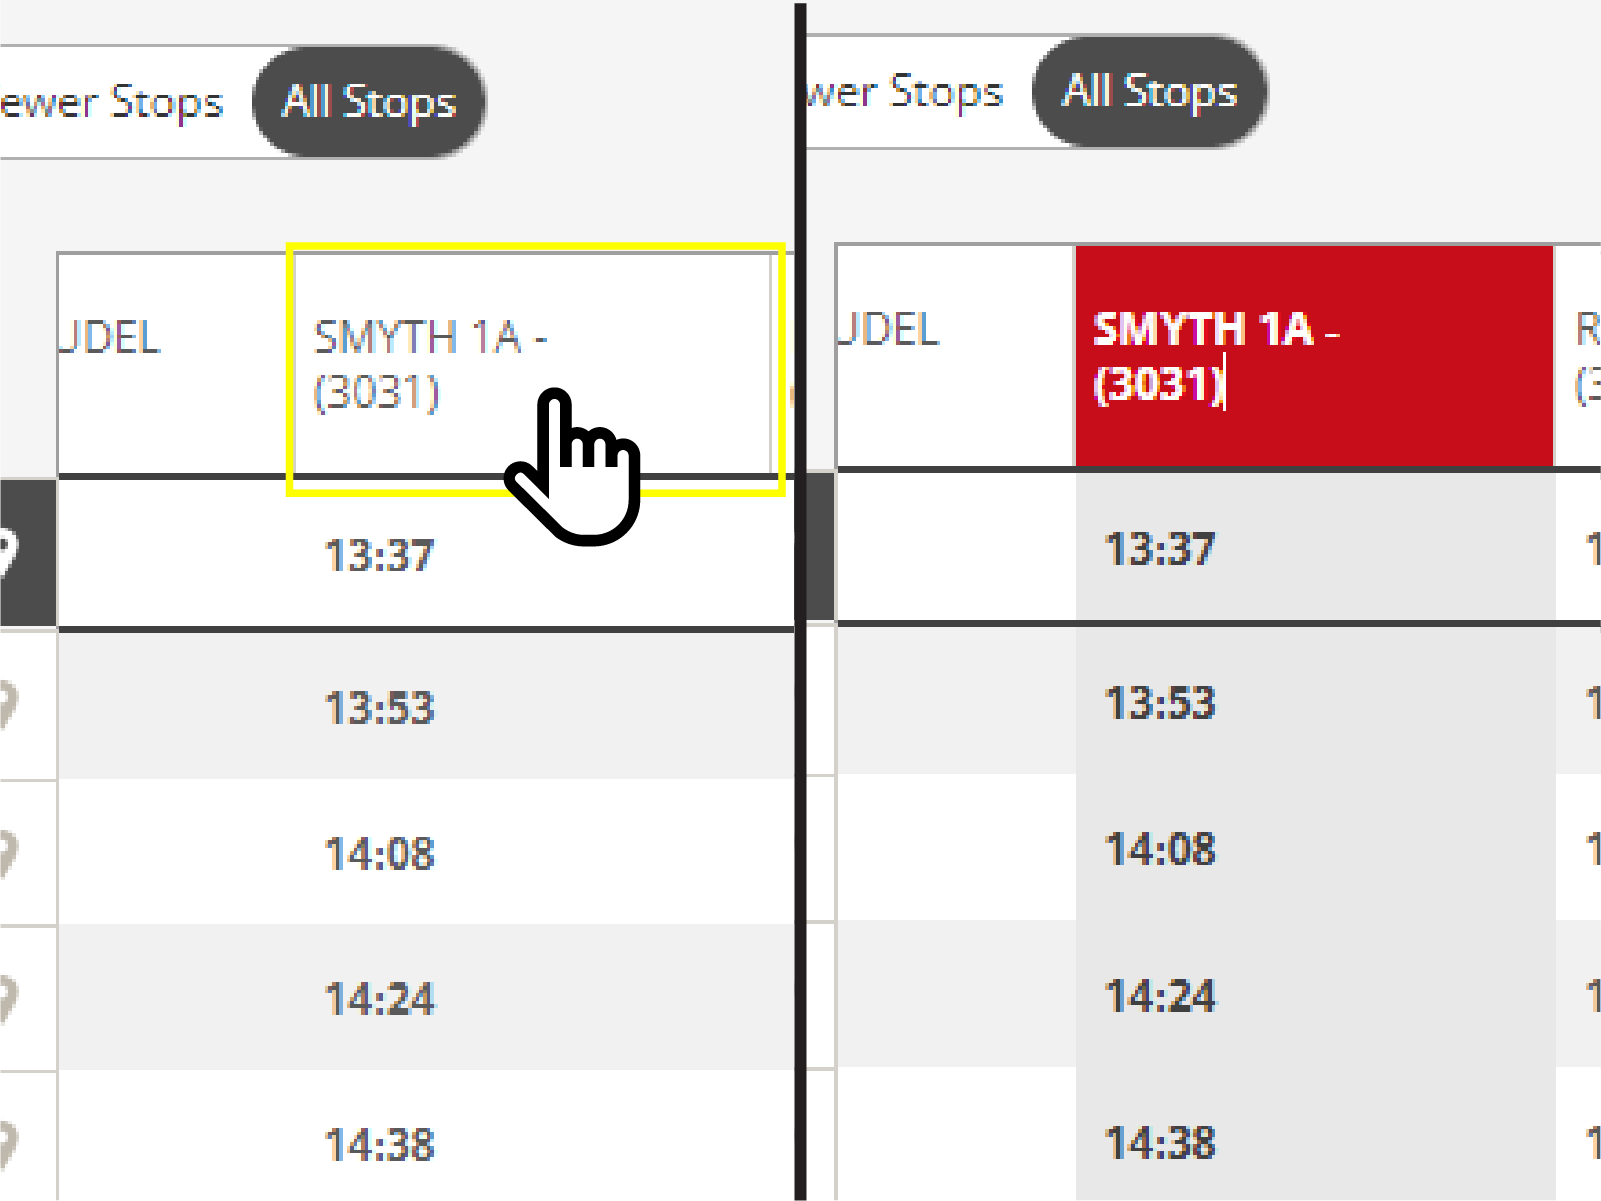 ewer Stops All Stops
UDEL
SMYTH 1A -
(3031)
13:37
13:53
14:08
14:24
14:38
wer Stops All Stops
UDEL
SMYTH 1A -
(3031)
R
(3
13:37 1
13:53 1
14:08 1
14:24 1
14:38 1